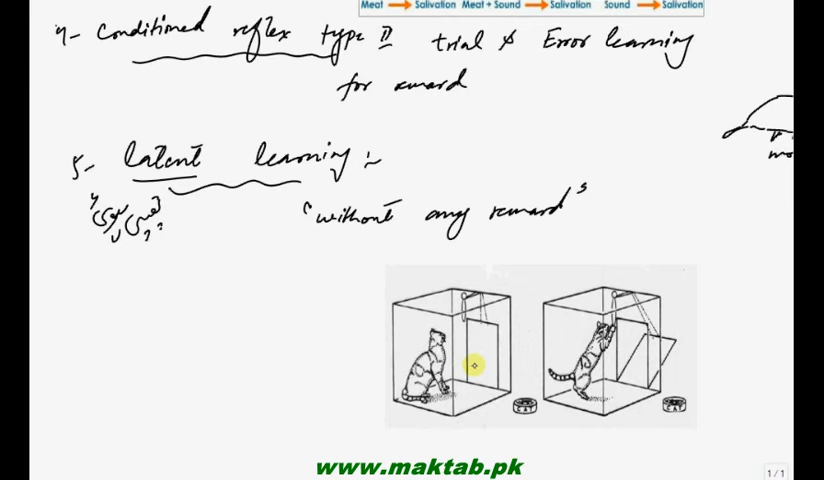 Meat → Salivation Meat + Sound → Salivation Sound → Salivation
4- Conditioned reflex type II trial & Error learning
for reward
5- latent learning :-
"without any reward"
CAT CAT
www.maktab.pk
1/1